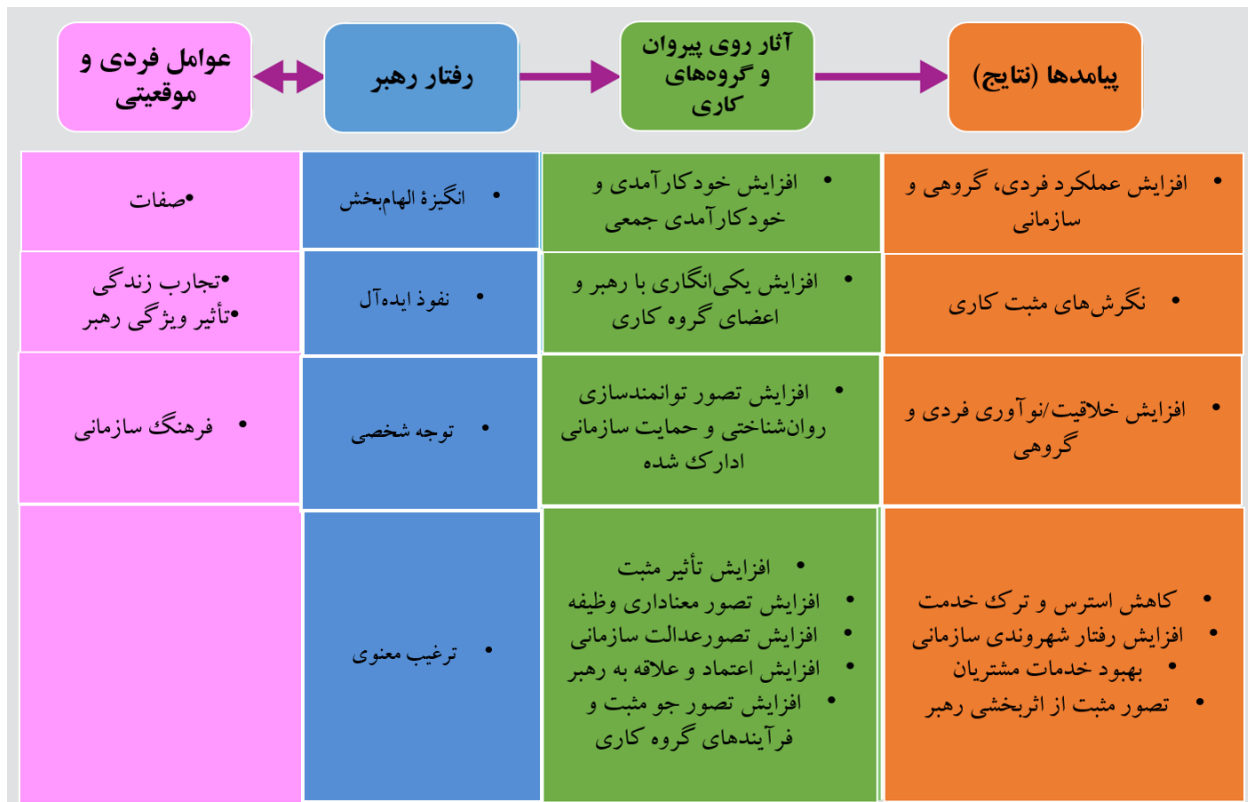 عوامل فردی و
موقعیتی
•صفات
•تجارب زندگی
•تأثیر ویژگی رهبر
• فرهنگ سازمانی
رفتار رهبر
• انگیزۀ الهام‌بخش
• نفوذ ایده‌آل
• توجه شخصی
• ترغیب معنوی
آثار روی پیروان
و گروه‌های
کاری
• افزایش خودکارآمدی و
خودکارآمدی جمعی
• افزایش یکی‌انگاری با رهبر و
اعضای گروه کاری
• افزایش تصور توانمندسازی
روان‌شناختی و حمایت سازمانی
ادارک شده
• افزایش تأثیر مثبت
• افزایش تصور معناداری وظیفه
• افزایش تصورعدالت سازمانی
• افزایش اعتماد و علاقه به رهبر
• افزایش تصور جو مثبت و
فرآیندهای گروه کاری
پیامدها (نتایج)
• افزایش عملکرد فردی، گروهی و
سازمانی
• نگرش‌های مثبت کاری
• افزایش خلاقیت/نوآوری فردی و
گروهی
• کاهش استرس و ترک خدمت
• افزایش رفتار شهروندی سازمانی
• بهبود خدمات مشتریان
• تصور مثبت از اثربخشی رهبر